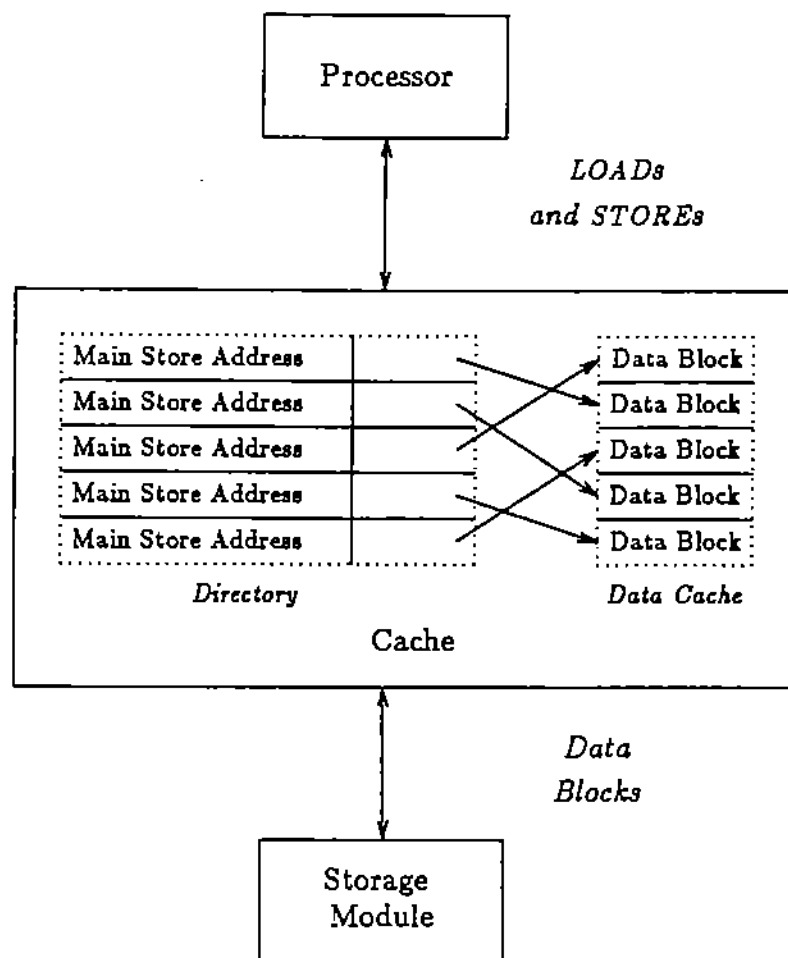 Processor
LOADs
and STOREs
Main Store Address
Data Block
Main Store Address
Data Block
Main Store Address
Data Block
Main Store Address
Data Block
Main Store Address
Data Block
Directory
Data Cache
Cache
Data
Blocks
Storage
Module